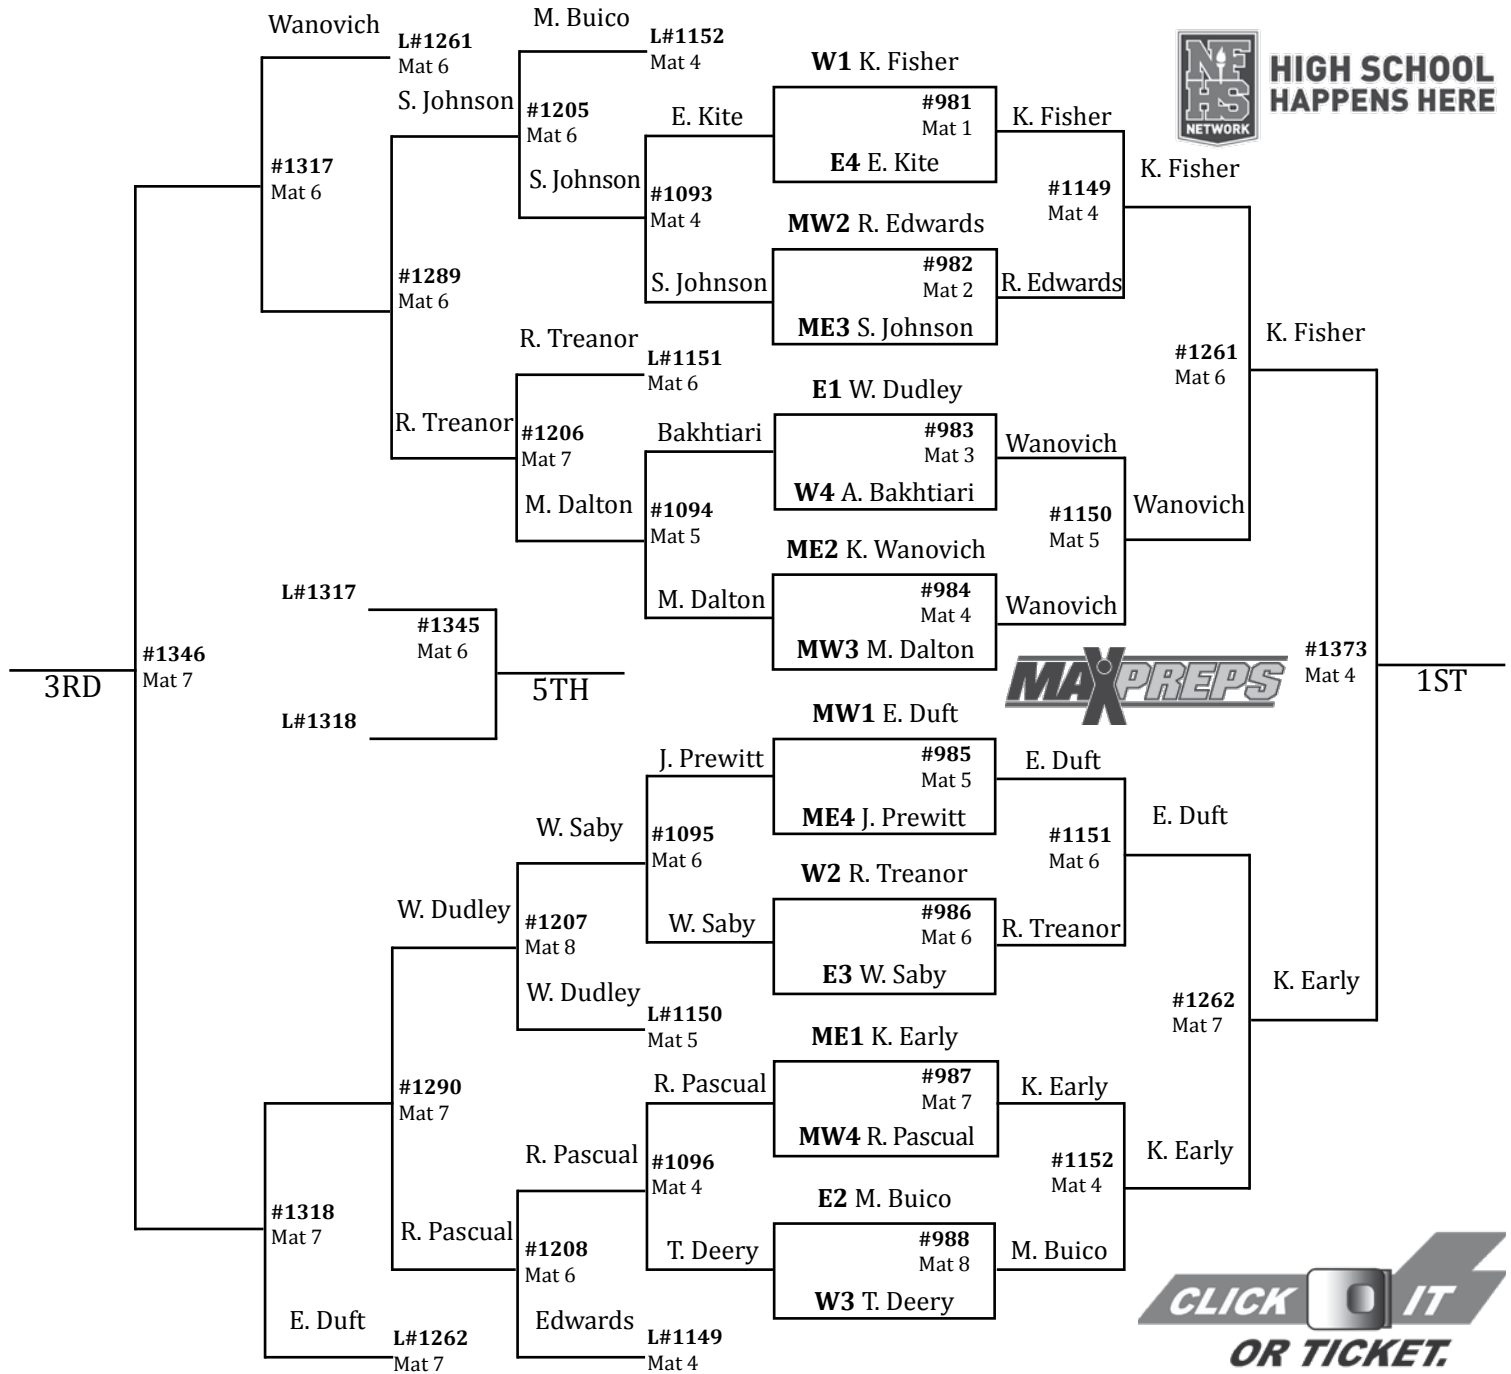 Wanovich
L#1261
Mat 6
M. Buico
L#1152
Mat 4
S. Johnson
#1205
Mat 6
#1317
Mat 6
S. Johnson
E. Kite
#1093
Mat 4
S. Johnson
#1289
Mat 6
R. Treanor
L#1151
Mat 6
R. Treanor
#1206
Mat 7
Bakhtiari
M. Dalton
#1094
Mat 5
M. Dalton
W1 K. Fisher
#981
Mat 1
E4 E. Kite
MW2 R. Edwards
#982
Mat 2
ME3 S. Johnson
E1 W. Dudley
#983
Mat 3
W4 A. Bakhtiari
ME2 K. Wanovich
#984
Mat 4
MW3 M. Dalton
K. Fisher
#1149
Mat 4
R. Edwards
K. Fisher
Wanovich
#1150
Mat 5
Wanovich
Wanovich
#1261
Mat 6
K. Fisher
NFHS
NETWORK
HIGH SCHOOL
HAPPENS HERE
L#1317
#1345
Mat 6
L#1318
5TH
#1346
Mat 7
3RD
MAXPREPS
#1373
Mat 4
1ST
MW1 E. Duft
#985
Mat 5
ME4 J. Prewitt
W2 R. Treanor
#986
Mat 6
E3 W. Saby
ME1 K. Early
#987
Mat 7
MW4 R. Pascual
E2 M. Buico
#988
Mat 8
W3 T. Deery
J. Prewitt
W. Saby
#1095
Mat 6
W. Saby
W. Dudley
#1207
Mat 8
W. Dudley
L#1150
Mat 5
#1290
Mat 7
R. Pascual
R. Pascual
#1096
Mat 4
T. Deery
#1318
Mat 7
R. Pascual
#1208
Mat 6
E. Duft
L#1262
Mat 7
Edwards
L#1149
Mat 4
E. Duft
#1151
Mat 6
R. Treanor
E. Duft
#1262
Mat 7
K. Early
K. Early
#1152
Mat 4
K. Early
M. Buico
CLICK IT
OR TICKET.